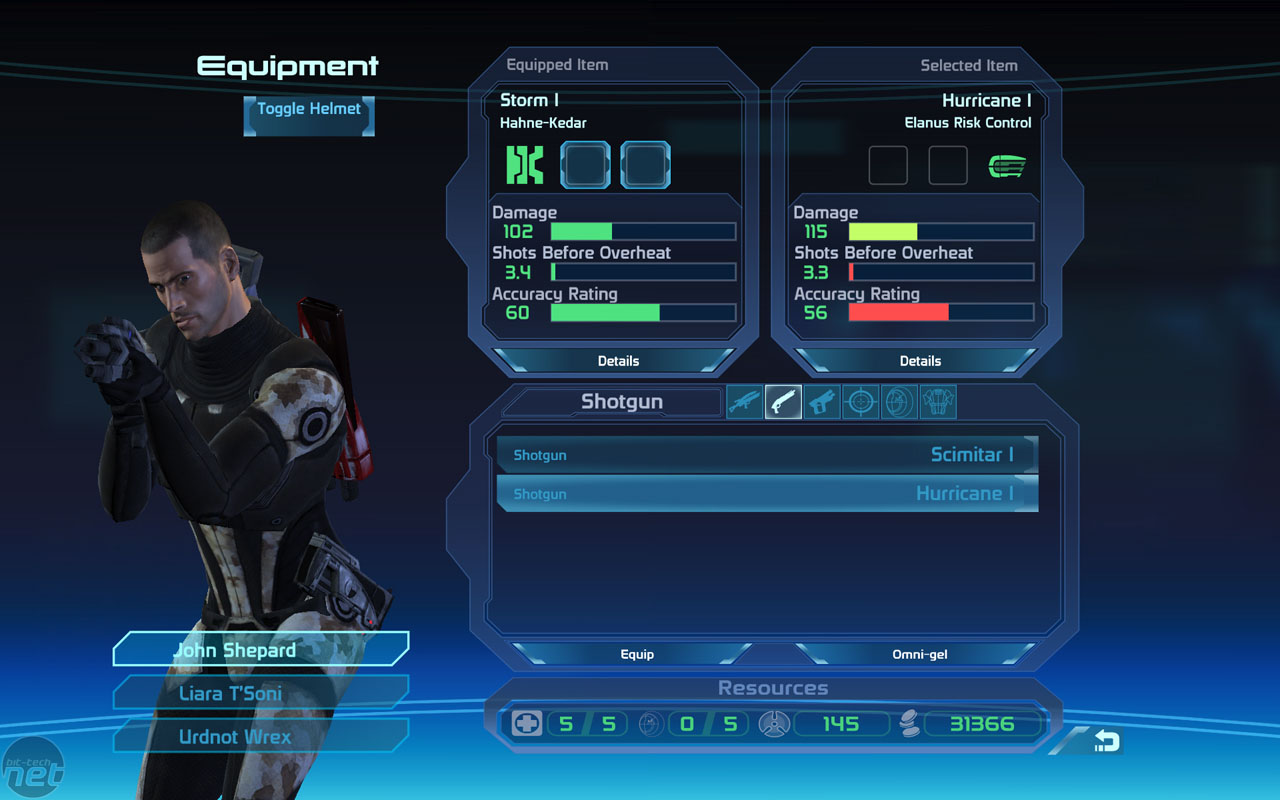 Equipment
Toggle Helmet
Equipped Item
Storm I
Hahne-Kedar
Damage
102
Shots Before Overheat
3.4
Accuracy Rating
60
Details
Selected Item
Hurricane I
Elanus Risk Control
Damage
115
Shots Before Overheat
3.3
Accuracy Rating
56
Details
Shotgun
Shotgun Scimitar I
Shotgun Hurricane I
Equip Omni-gel
John Shepard
Liara T'Soni
Urdnot Wrex
Resources
5 / 5 0 / 5 145 31366
bit-tech
net